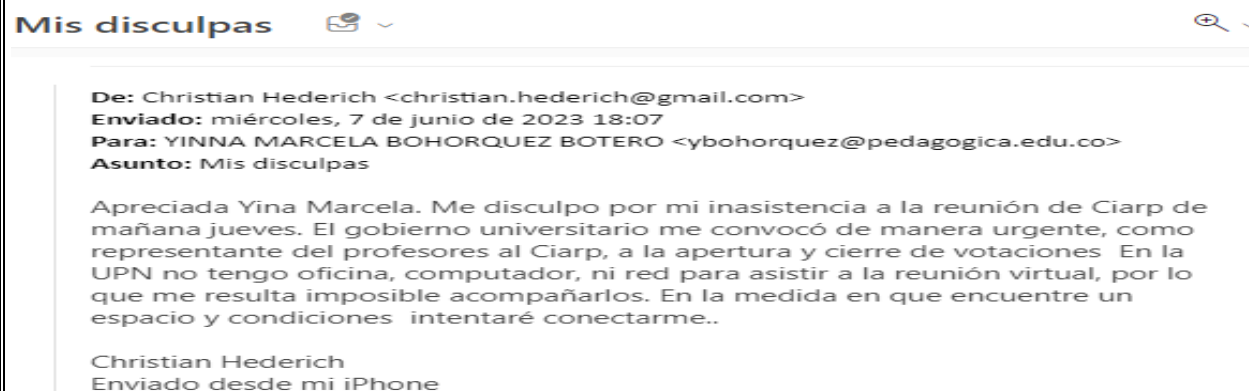 Mis disculpas
De: Christian Hederich <christian.hederich@gmail.com>
Enviado: miércoles, 7 de junio de 2023 18:07
Para: YINNA MARCELA BOHORQUEZ BOTERO <ybohorquez@pedagogica.edu.co>
Asunto: Mis disculpas
Apreciada Yina Marcela. Me disculpo por mi inasistencia a la reunión de Ciarp de
mañana jueves. El gobierno universitario me convocó de manera urgente, como
representante del profesores al Ciarp, a la apertura y cierre de votaciones  En la
UPN no tengo oficina, computador, ni red para asistir a la reunión virtual, por lo
que me resulta imposible acompañarlos. En la medida en que encuentre un
espacio y condiciones  intentaré conectarme..
Christian Hederich
Enviado desde mi iPhone